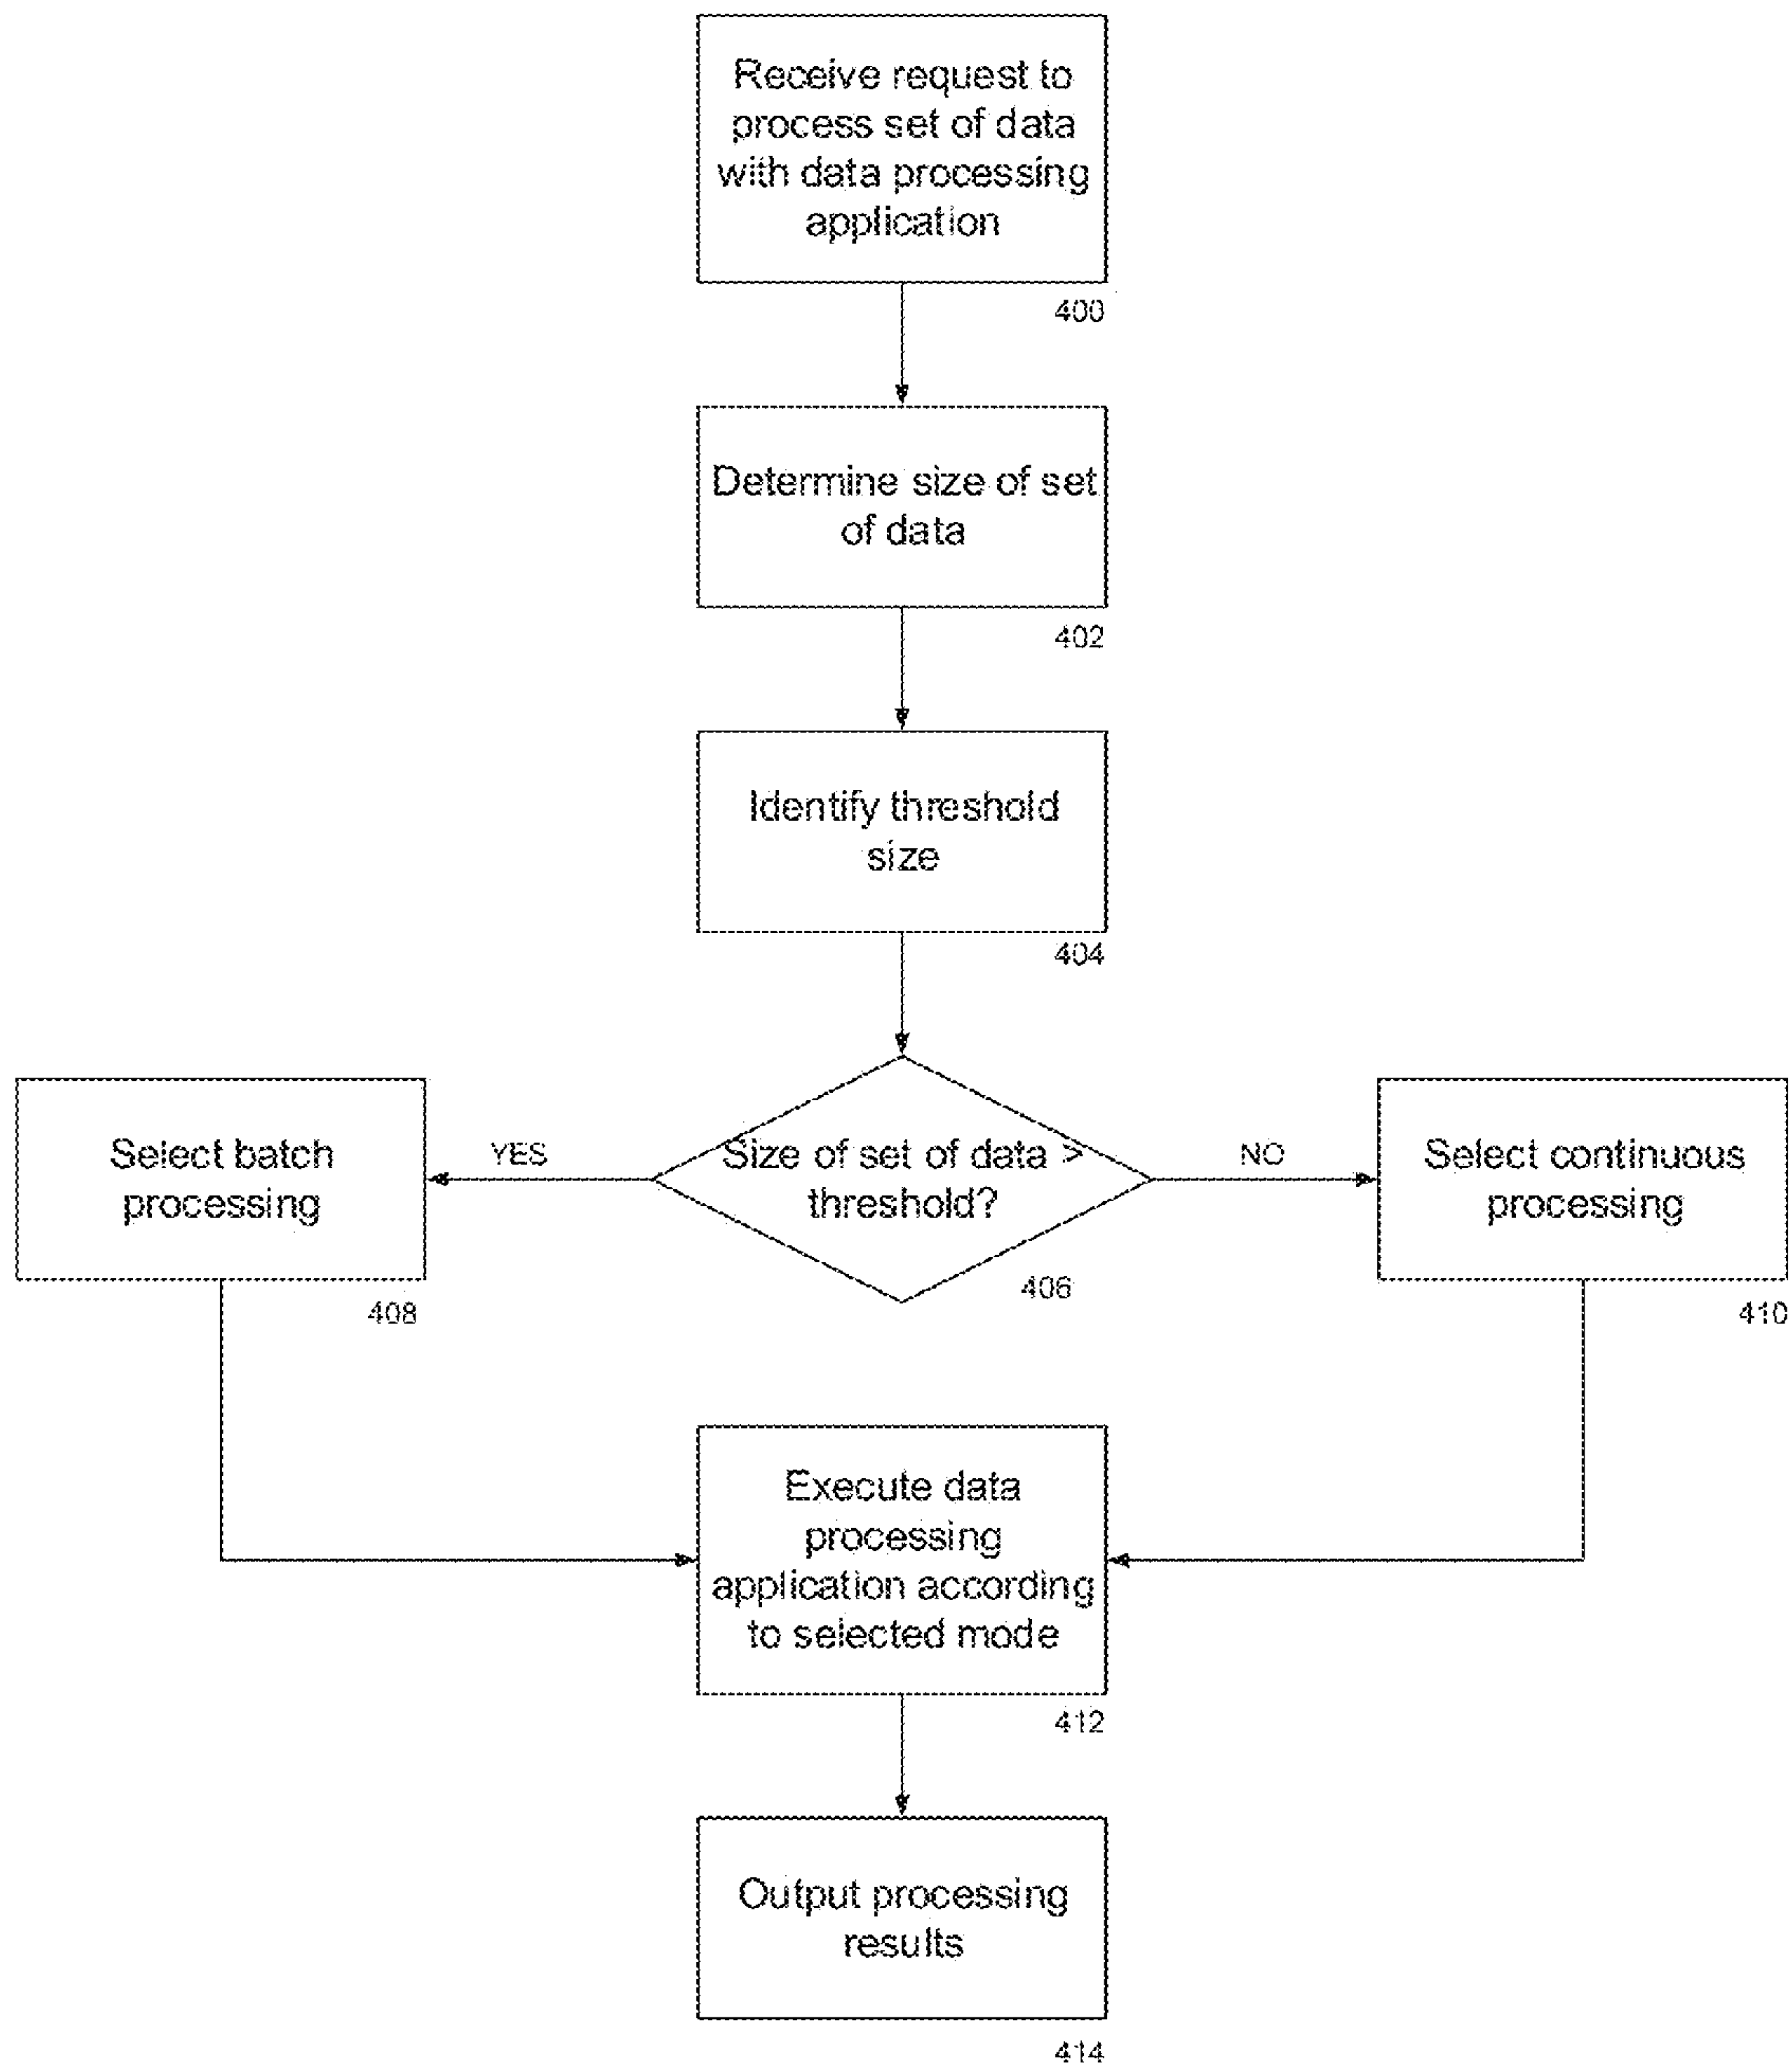 Receive request to
process set of data
with data processing
application
400
Determine size of set
of data
402
Identify threshold
size
404
Size of set of data >
threshold?
406
YES
NO
Select batch
processing
408
Select continuous
processing
410
Execute data
processing
application according
to selected mode
412
Output processing
results
414